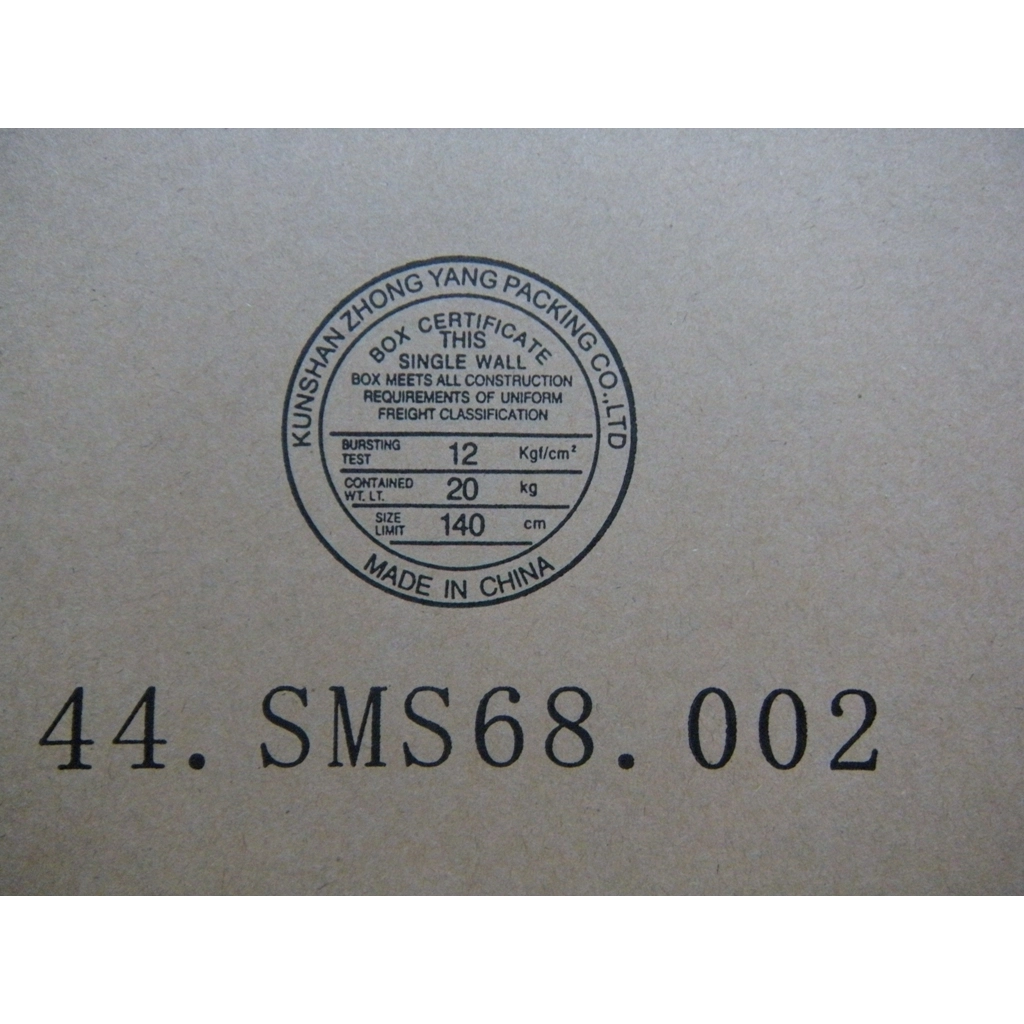 KUNSHAN ZHONG YANG PACKING CO.,LTD
BOX CERTIFICATE
THIS
SINGLE WALL
BOX MEETS ALL CONSTRUCTION
REQUIREMENTS OF UNIFORM
FREIGHT CLASSIFICATION
BURSTING TEST 12 Kgf/cm²
CONTAINED WT. LT. 20 kg
SIZE LIMIT 140 cm
MADE IN CHINA
44.SMS68.002